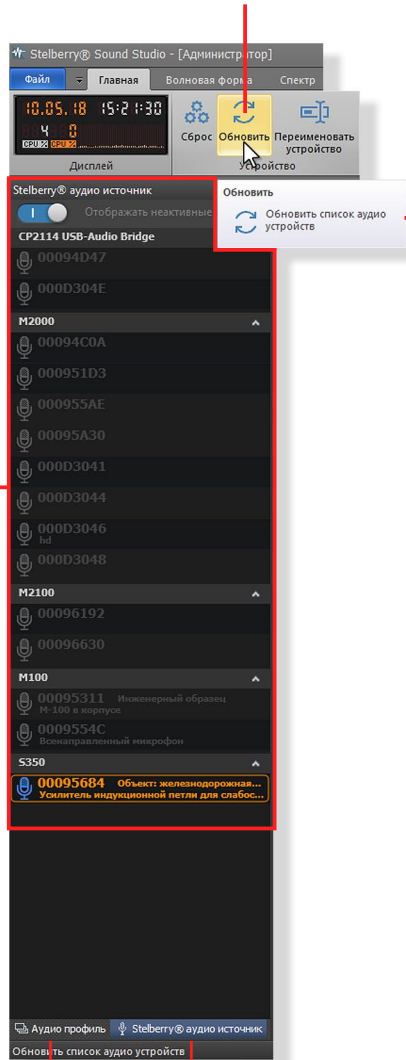 Stelberry® Sound Studio - [Администратор]
Файл
Главная
Волновая форма
Спектр
10.05.18 15:21:30
4 0
CPU % CPU %
Сброс
Обновить
Переименовать
устройство
Дисплей
Устройство
Stelberry® аудио источник
Отображать неактивные
Обновить
Обновить список аудио
устройств
CP2114 USB-Audio Bridge
00094D47
000D304E
M2000
00094C0A
000951D3
000955AE
00095A30
000D3041
000D3044
000D3046
hd
000D3048
M2100
00096192
00096630
M100
00095311 Инженерный образец
М-100 в корпусе
0009554C
Всенаправленный микрофон
S350
00095684 Объект: железнодорожная...
Усилитель индукционной петли для слабос...
Аудио профиль
Stelberry® аудио источник
Обновить список аудио устройств